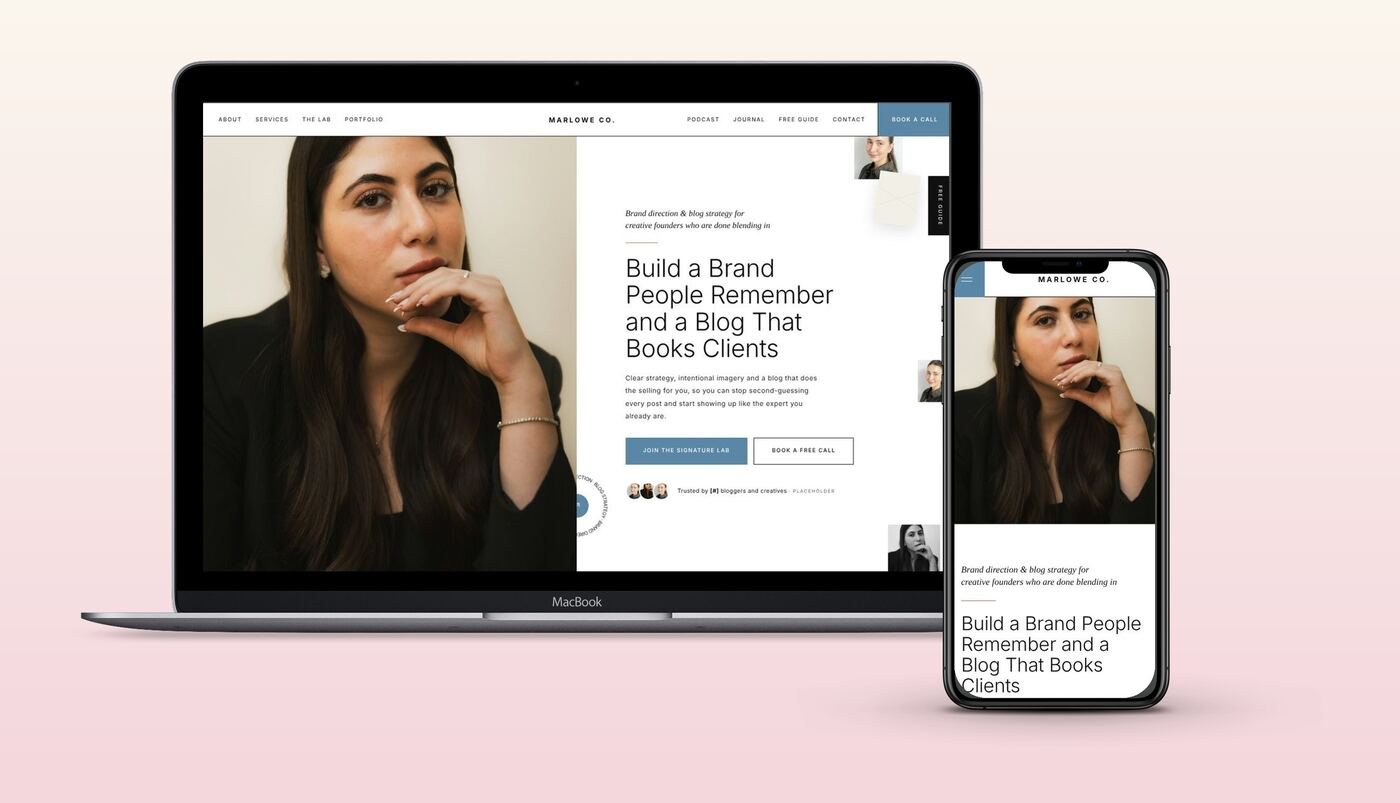 ABOUT SERVICES THE LAB PORTFOLIO MARLOWE CO. PODCAST JOURNAL FREE GUIDE CONTACT BOOK A CALL
FREE GUIDE
Brand direction & blog strategy for
creative founders who are done blending in
Build a Brand
People Remember
and a Blog That
Books Clients
Clear strategy, intentional imagery and a blog that does
the selling for you, so you can stop second-guessing
every post and start showing up like the expert you
already are.
JOIN THE SIGNATURE LAB BOOK A FREE CALL
Trusted by [#] bloggers and creatives · PLACEHOLDER
BLOG STRATEGY BRAND
MacBook
MARLOWE CO.
Brand direction & blog strategy for
creative founders who are done blending in
Build a Brand People
Remember and a
Blog That Books
Clients